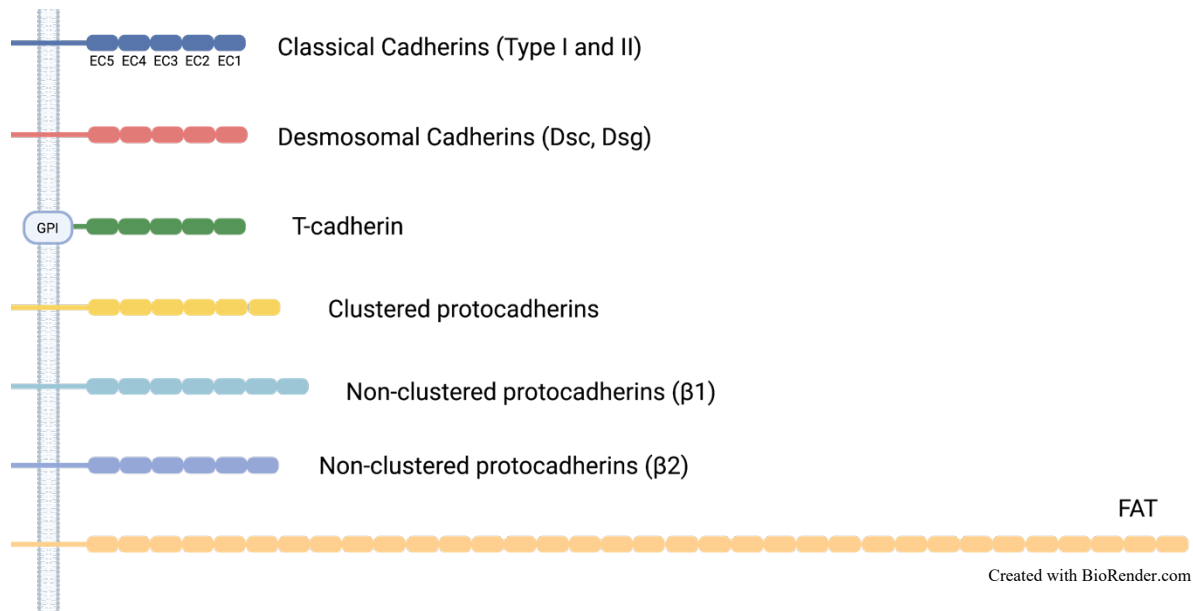 Classical Cadherins (Type I and II)
EC5 EC4 EC3 EC2 EC1
Desmosomal Cadherins (Dsc, Dsg)
GPI
T-cadherin
Clustered protocadherins
Non-clustered protocadherins (β1)
Non-clustered protocadherins (β2)
FAT
Created with BioRender.com